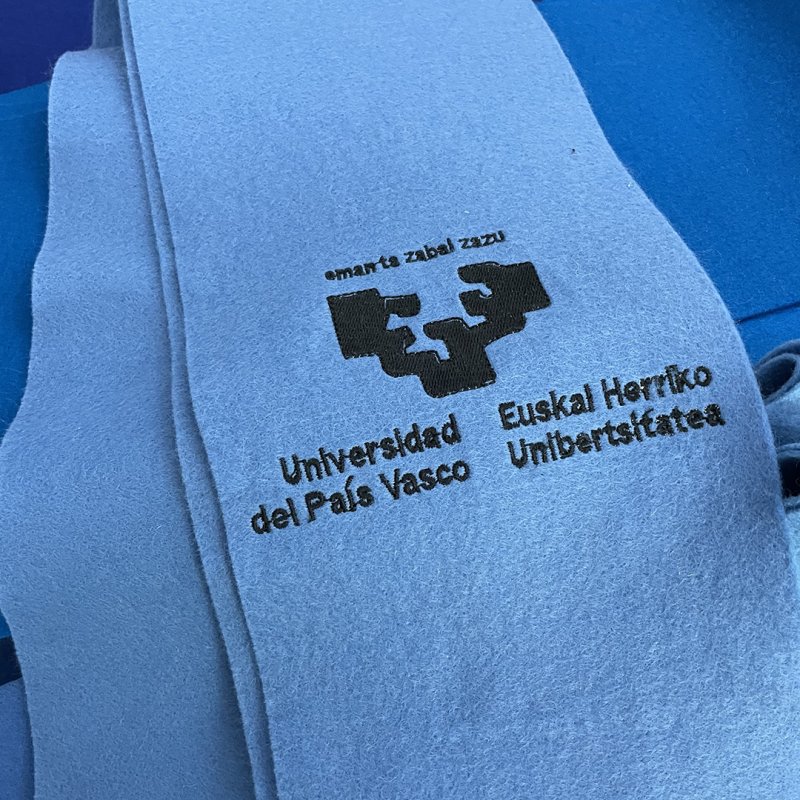 eman ta zabal zazu
Universidad
del País Vasco
Euskal Herriko
Unibertsitatea